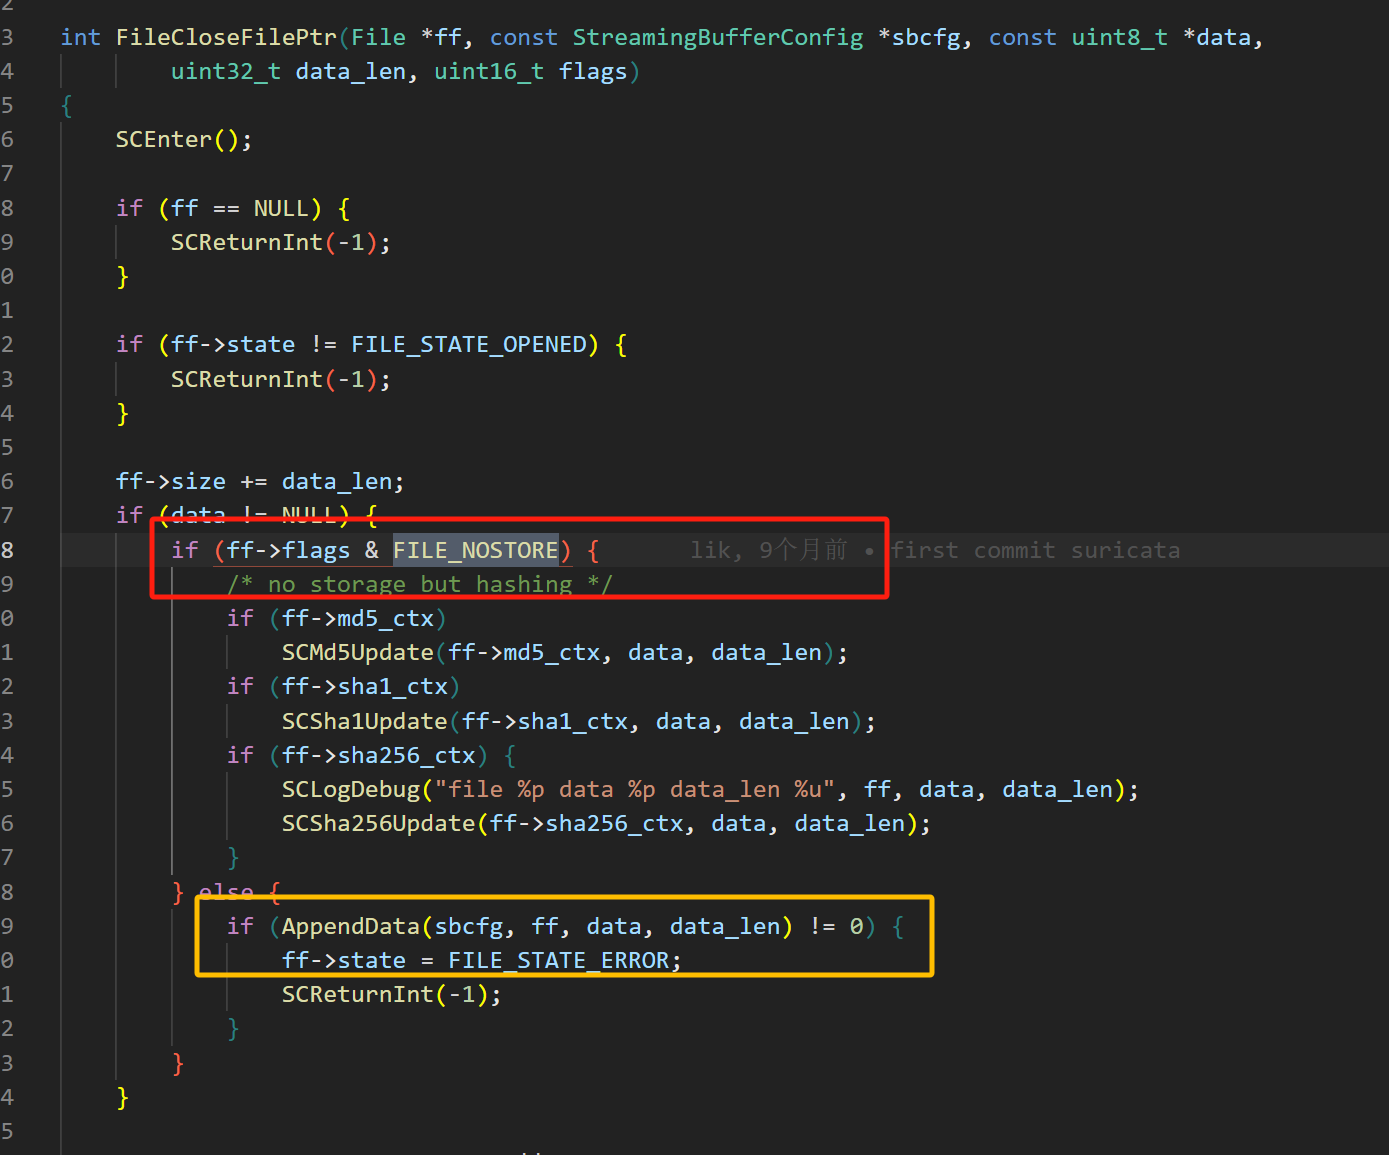 2
3 int FileCloseFilePtr(File *ff, const StreamingBufferConfig *sbcfg, const uint8_t *data,
4 uint32_t data_len, uint16_t flags)
5 {
6 SCEnter();
7
8 if (ff == NULL) {
9 SCReturnInt(-1);
0 }
1
2 if (ff->state != FILE_STATE_OPENED) {
3 SCReturnInt(-1);
4 }
5
6 ff->size += data_len;
7 if (data != NULL) {
8 if (ff->flags & FILE_NOSTORE) { lik, 9个月前 • first commit suricata
9 /* no storage but hashing */
0 if (ff->md5_ctx)
1 SCMd5Update(ff->md5_ctx, data, data_len);
2 if (ff->sha1_ctx)
3 SCSha1Update(ff->sha1_ctx, data, data_len);
4 if (ff->sha256_ctx) {
5 SCLogDebug("file %p data %p data_len %u", ff, data, data_len);
6 SCSha256Update(ff->sha256_ctx, data, data_len);
7 }
8 } else {
9 if (AppendData(sbcfg, ff, data, data_len) != 0) {
0 ff->state = FILE_STATE_ERROR;
1 SCReturnInt(-1);
2 }
3 }
4 }
5